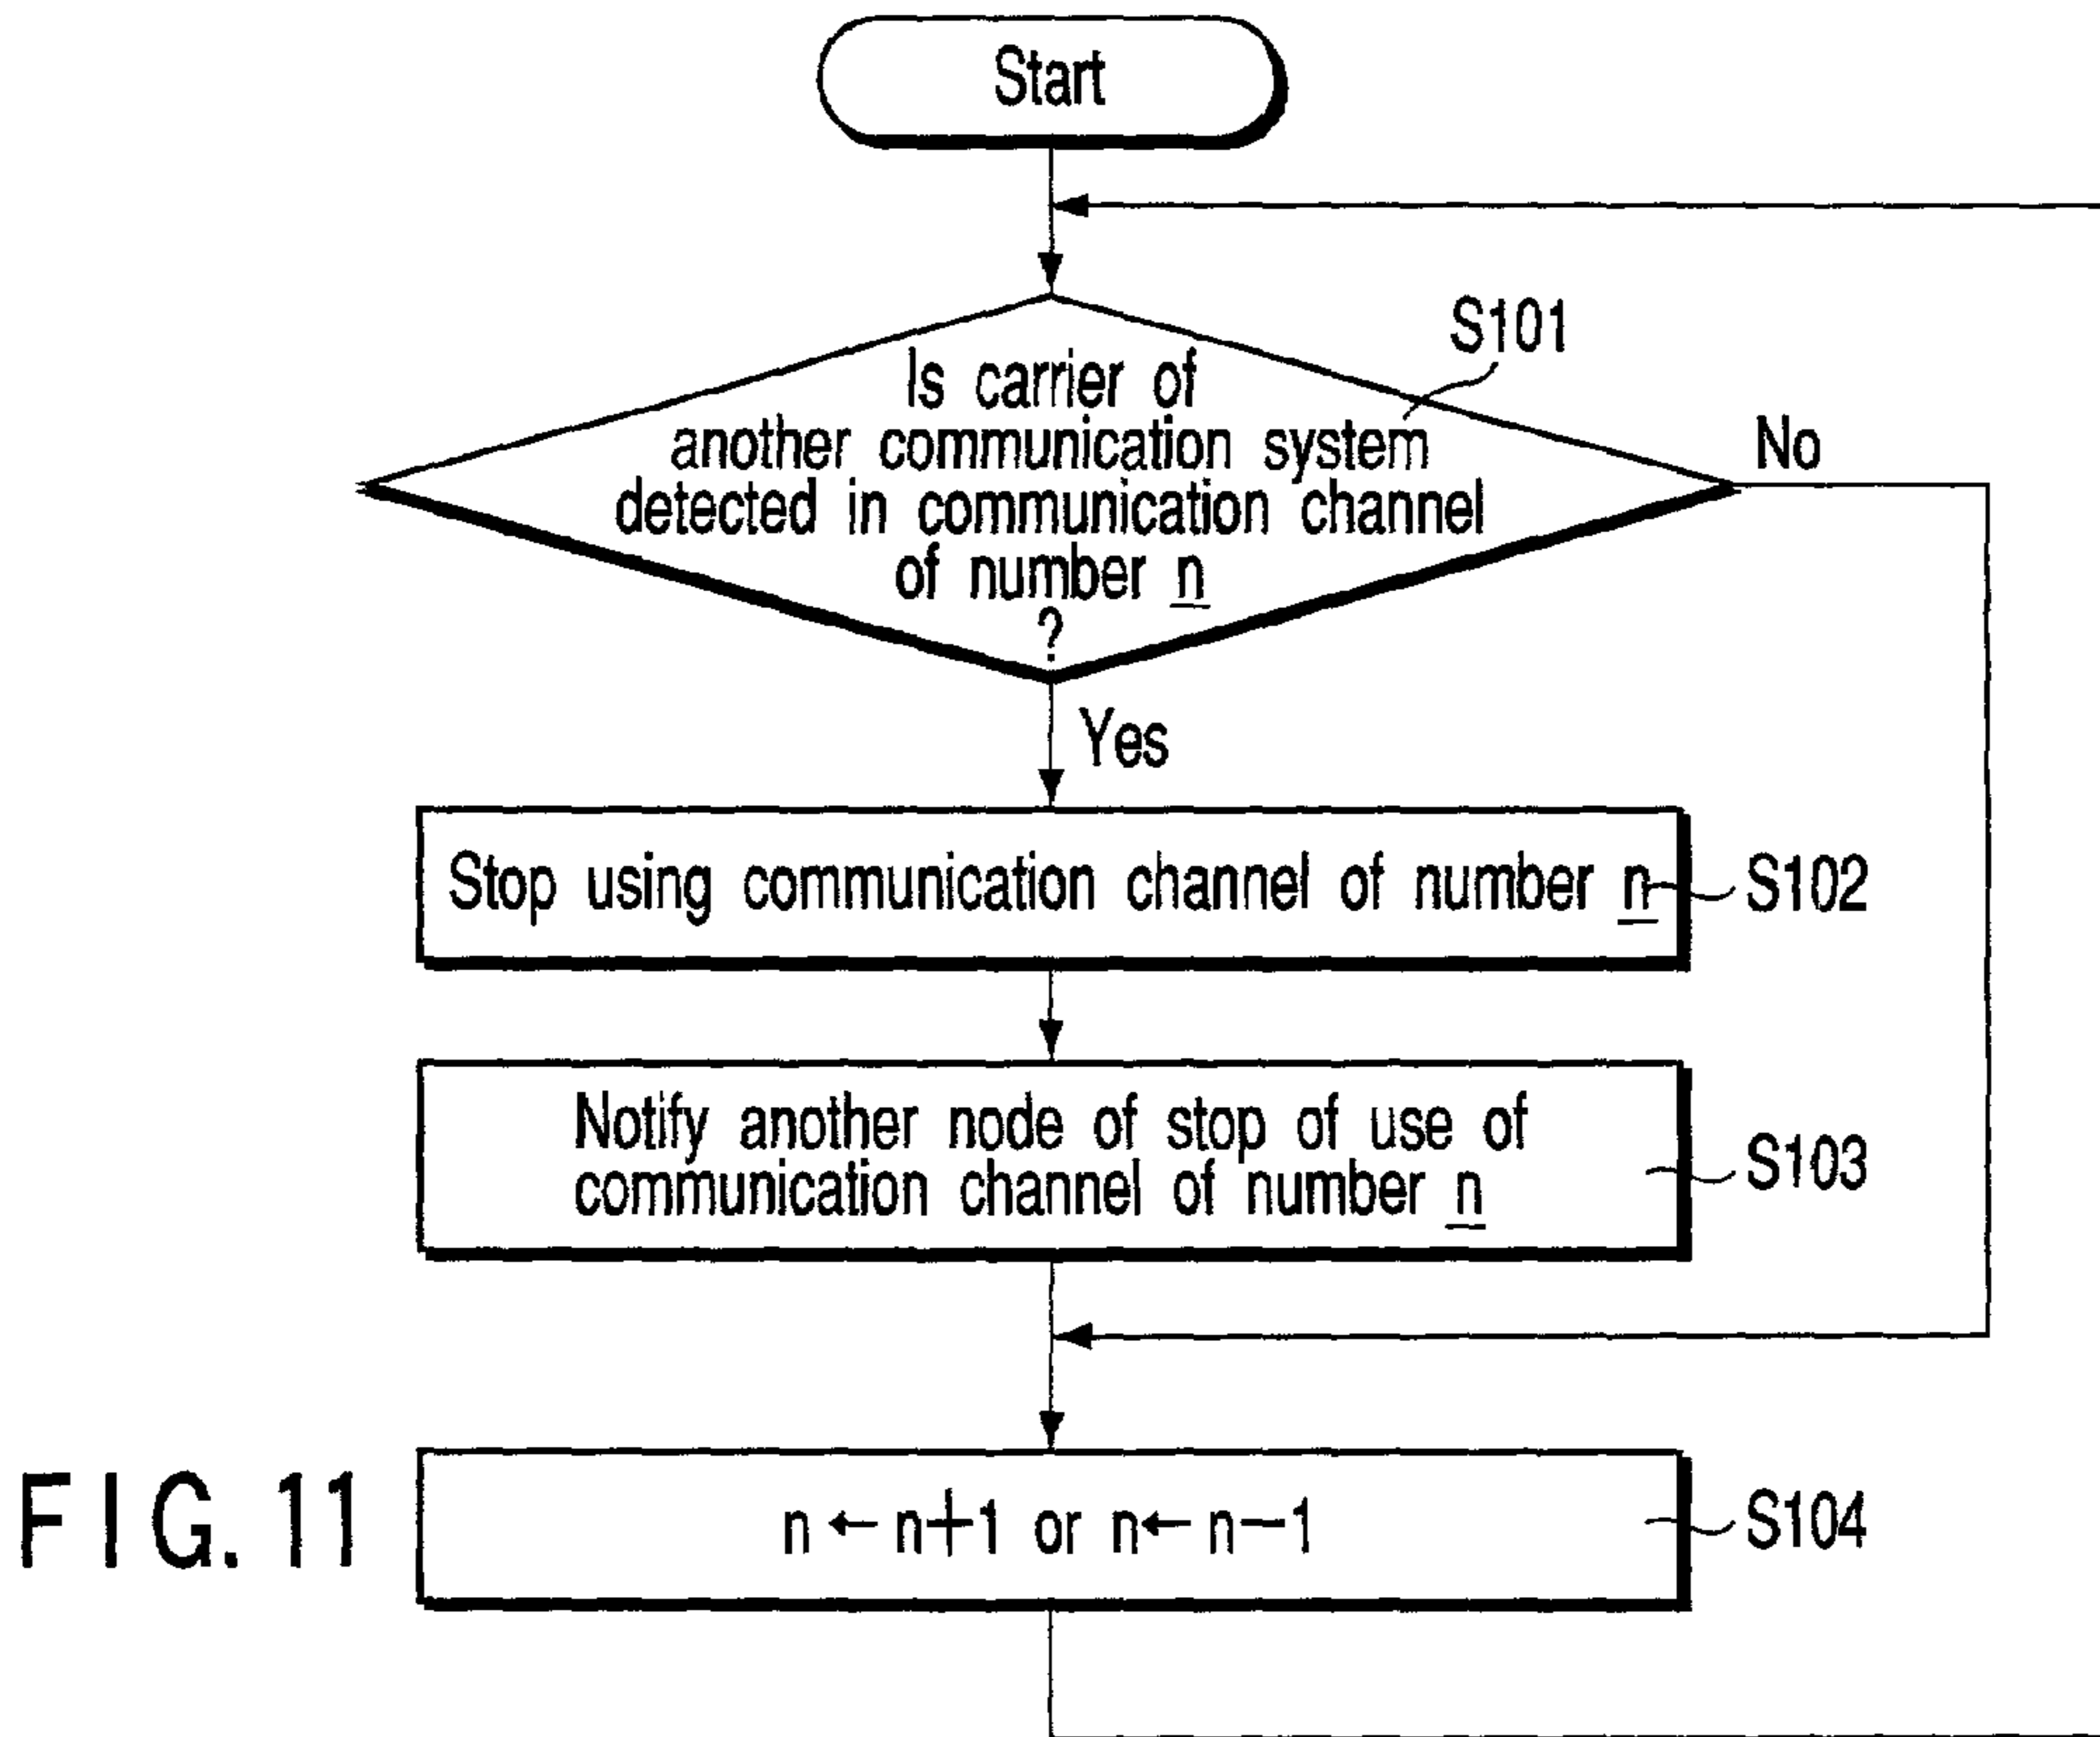 Start
S101
Is carrier of
another communication system
detected in communication channel
of number n
?
No
Yes
Stop using communication channel of number n
S102
Notify another node of stop of use of
communication channel of number n
S103
n ← n+1 or n ← n−1
S104
FIG. 11